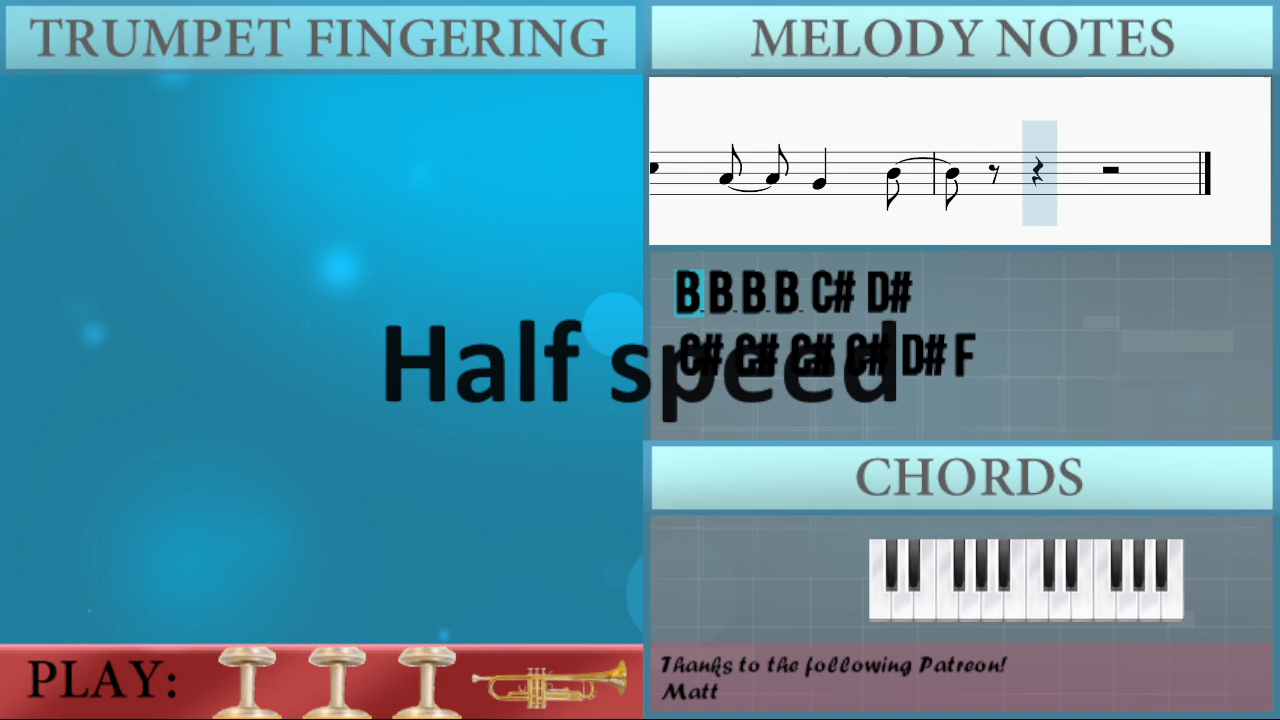 TRUMPET FINGERING
MELODY NOTES
B B B B C# D#
C# C# C# C# D# F
Half speed
CHORDS
PLAY:
Thanks to the following Patreon!
Matt